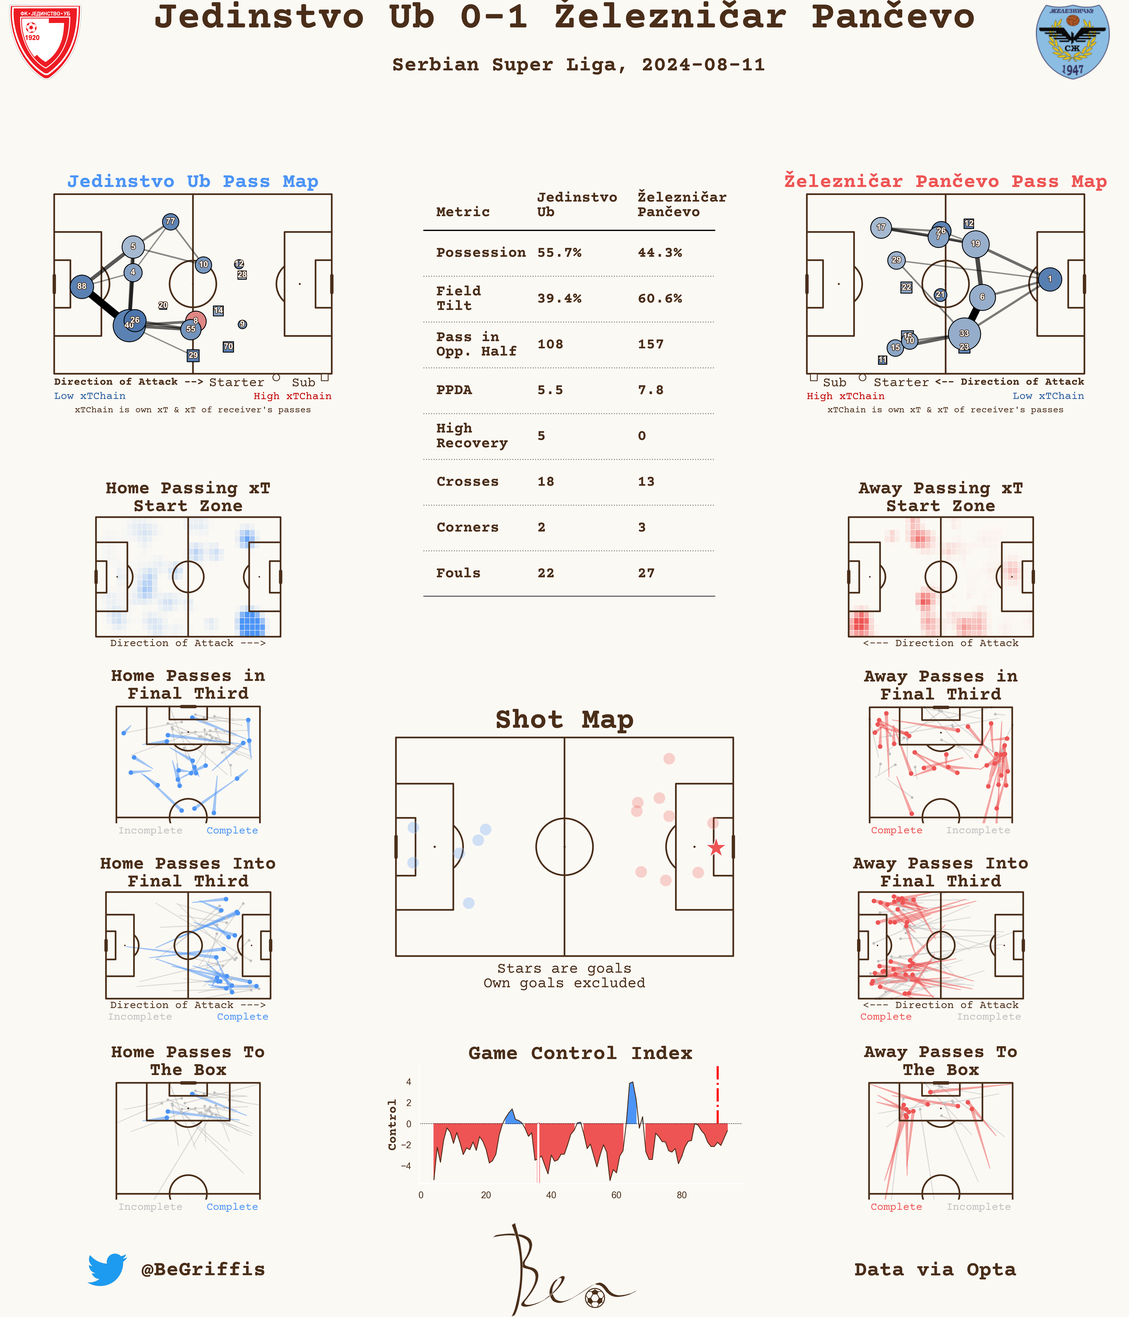 Jedinstvo Ub 0-1 Železničar Pančevo
Serbian Super Liga, 2024-08-11
ФК · ЈЕДИНСТВО · УБ
1920
ЖЕЛЕЗНИЧАР
СЖ
1947
Jedinstvo Ub Pass Map
77
5
4
10
88
12
28
20
14
8
9
26
40
55
70
29
Direction of Attack --> Starter Sub
Low xTChain High xTChain
xTChain is own xT & xT of receiver's passes
Metric Jedinstvo Ub Železničar Pančevo
Possession 55.7% 44.3%
Field Tilt 39.4% 60.6%
Pass in Opp. Half 108 157
PPDA 5.5 7.8
High Recovery 5 0
Crosses 18 13
Corners 2 3
Fouls 22 27
Železničar Pančevo Pass Map
17
26
7
12
19
29
22
21
6
1
33
10
15
23
11
Sub Starter <-- Direction of Attack
High xTChain Low xTChain
xTChain is own xT & xT of receiver's passes
Home Passing xT
Start Zone
Direction of Attack --->
Away Passing xT
Start Zone
<--- Direction of Attack
Home Passes in
Final Third
Incomplete Complete
Shot Map
Stars are goals
Own goals excluded
Away Passes in
Final Third
Complete Incomplete
Home Passes Into
Final Third
Direction of Attack --->
Incomplete Complete
Away Passes Into
Final Third
<--- Direction of Attack
Complete Incomplete
Home Passes To
The Box
Incomplete Complete
Game Control Index
Control
4
2
0
−2
−4
0 20 40 60 80
Away Passes To
The Box
Complete Incomplete
@BeGriffis
Bea
Data via Opta